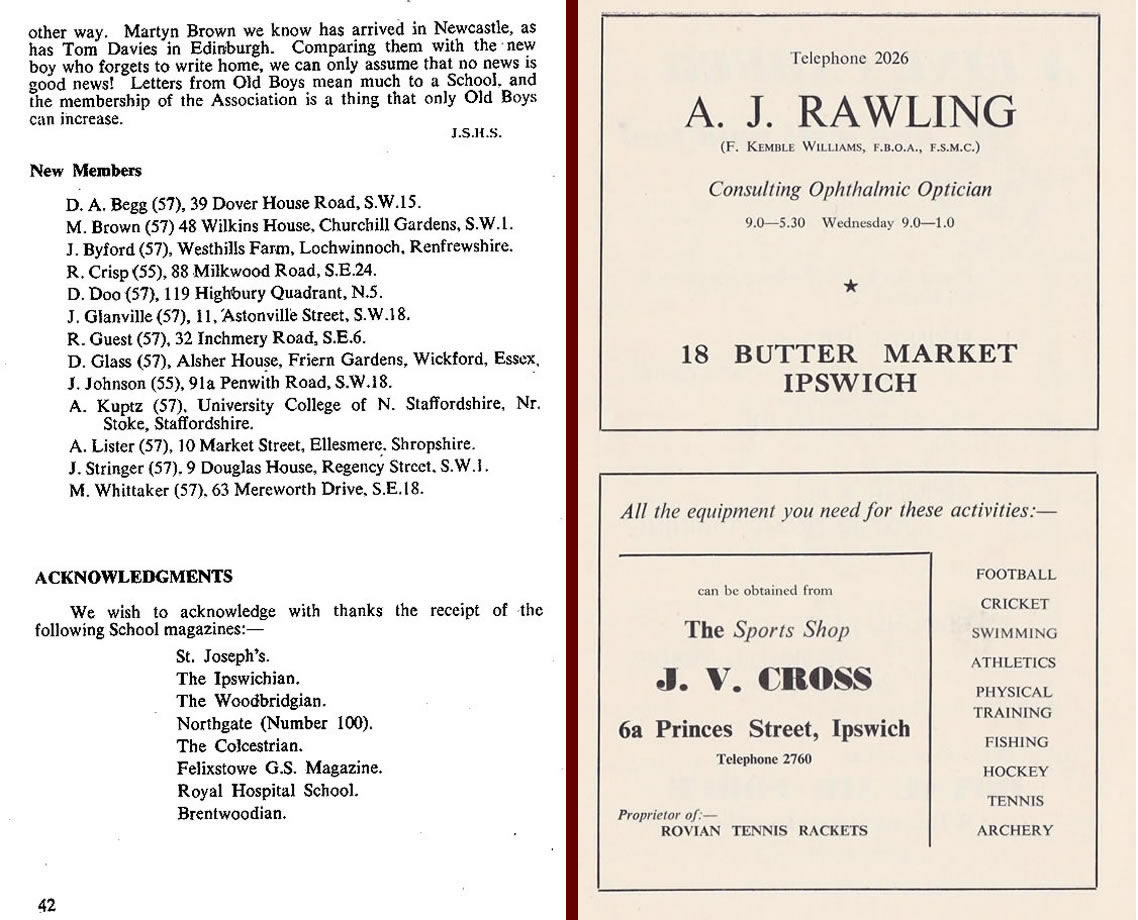 other way. Martyn Brown we know has arrived in Newcastle, as
has Tom Davies in Edinburgh. Comparing them with the new
boy who forgets to write home, we can only assume that no news is
good news! Letters from Old Boys mean much to a School, and
the membership of the Association is a thing that only Old Boys
can increase.
J.S.H.S.
New Members
D. A. Begg (57), 39 Dover House Road, S.W.15.
M. Brown (57) 48 Wilkins House, Churchill Gardens, S.W.1.
J. Byford (57), Westhills Farm, Lochwinnoch, Renfrewshire.
R. Crisp (55), 88 Milkwood Road, S.E.24.
D. Doo (57), 119 Highbury Quadrant, N.5.
J. Glanville (57), 11, Astonville Street, S.W.18.
R. Guest (57), 32 Inchmery Road, S.E.6.
D. Glass (57), Alsher House, Friern Gardens, Wickford, Essex,
J. Johnson (55), 91a Penwith Road, S.W.18.
A. Kuptz (57), University College of N. Staffordshire, Nr.
Stoke, Staffordshire.
A. Lister (57), 10 Market Street, Ellesmere, Shropshire.
J. Stringer (57). 9 Douglas House, Regency Street, S.W.1.
M. Whittaker (57), 63 Mereworth Drive, S.E.18.
ACKNOWLEDGMENTS
We wish to acknowledge with thanks the receipt of the
following School magazines:—
St. Joseph's.
The Ipswichian.
The Woodbridgian.
Northgate (Number 100).
The Colcestrian.
Felixstowe G.S. Magazine.
Royal Hospital School.
Brentwoodian.
42
Telephone 2026
A. J. RAWLING
(F. KEMBLE WILLIAMS, F.B.O.A., F.S.M.C.)
Consulting Ophthalmic Optician
9.0—5.30 Wednesday 9.0—1.0
★
18 BUTTER MARKET
IPSWICH
All the equipment you need for these activities:—
can be obtained from
The Sports Shop
J. V. CROSS
6a Princes Street, Ipswich
Telephone 2760
Proprietor of:—
ROVIAN TENNIS RACKETS
FOOTBALL
CRICKET
SWIMMING
ATHLETICS
PHYSICAL
TRAINING
FISHING
HOCKEY
TENNIS
ARCHERY